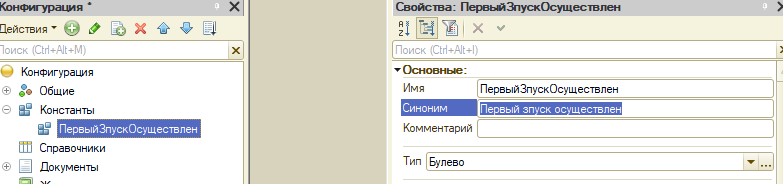 Конфигурация *
Действия
Поиск (Ctrl+Alt+M)
Конфигурация
Общие
Константы
ПервыйЗпускОсуществлен
Справочники
Документы
Свойства: ПервыйЗпускОсуществлен
Поиск (Ctrl+Alt+I)
Основные:
Имя ПервыйЗпускОсуществлен
Синоним Первый зпуск осуществлен
Комментарий
Тип Булево ...